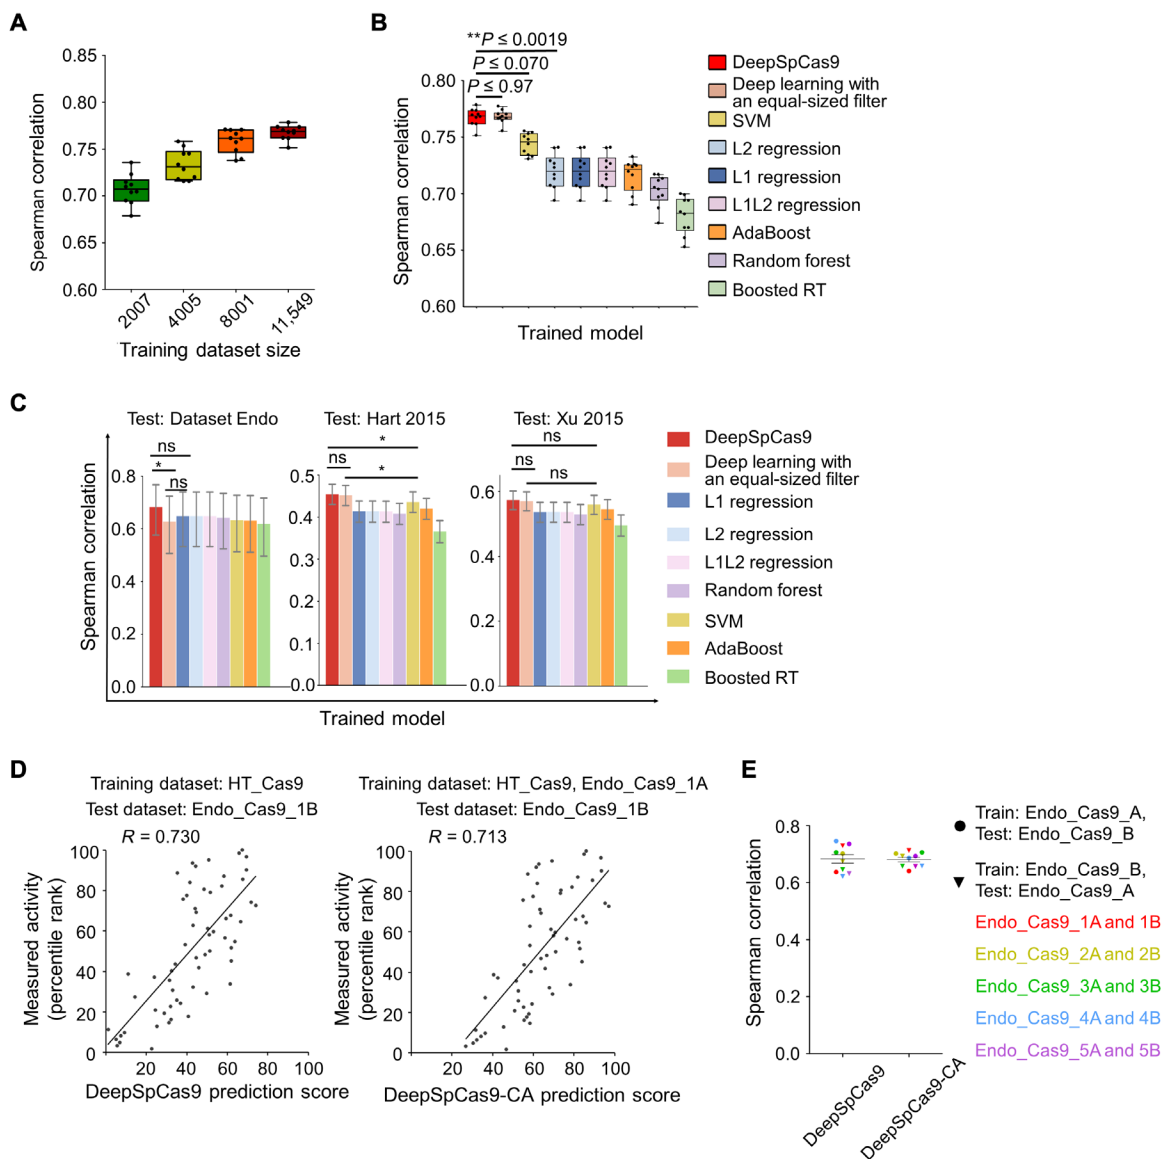 A
Spearman correlation
0.85
0.80
0.75
0.70
0.65
0.60
2007
4005
8001
11,549
Training dataset size
B
**P ≤ 0.0019
P ≤ 0.070
P ≤ 0.97
Spearman correlation
0.80
0.75
0.70
0.65
0.60
Trained model
DeepSpCas9
Deep learning with
an equal-sized filter
SVM
L2 regression
L1 regression
L1L2 regression
AdaBoost
Random forest
Boosted RT
C
Spearman correlation
Test: Dataset Endo
ns
*
ns
0.8
0.6
0.4
0.2
0.0
Test: Hart 2015
*
ns
*
0.5
0.4
0.3
0.2
0.1
0.0
Test: Xu 2015
ns
ns
ns
0.6
0.4
0.2
0.0
Trained model
DeepSpCas9
Deep learning with
an equal-sized filter
L1 regression
L2 regression
L1L2 regression
Random forest
SVM
AdaBoost
Boosted RT
D
Training dataset: HT_Cas9
Test dataset: Endo_Cas9_1B
R = 0.730
Measured activity
(percentile rank)
100
80
60
40
20
0
0
20
40
60
80
100
DeepSpCas9 prediction score
Training dataset: HT_Cas9, Endo_Cas9_1A
Test dataset: Endo_Cas9_1B
R = 0.713
Measured activity
(percentile rank)
100
80
60
40
20
0
0
20
40
60
80
100
DeepSpCas9-CA prediction score
E
Spearman correlation
0.8
0.6
0.4
0.2
0.0
DeepSpCas9
DeepSpCas9-CA
Train: Endo_Cas9_A,
Test: Endo_Cas9_B
Train: Endo_Cas9_B,
Test: Endo_Cas9_A
Endo_Cas9_1A and 1B
Endo_Cas9_2A and 2B
Endo_Cas9_3A and 3B
Endo_Cas9_4A and 4B
Endo_Cas9_5A and 5B